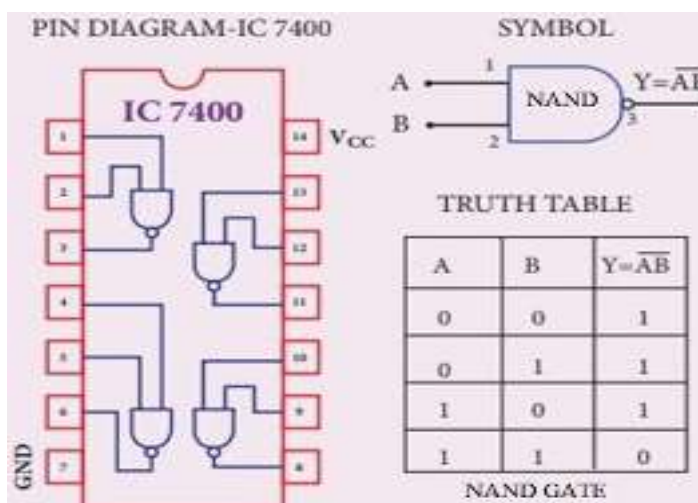 PIN DIAGRAM-IC 7400
IC 7400
1
2
3
4
5
6
7
GND
14
VCC
13
12
11
10
9
8
SYMBOL
A
1
B
2
NAND
3
TRUTH TABLE
A B Y=A̅B̅
0 0 1
0 1 1
1 0 1
1 1 0
NAND GATE